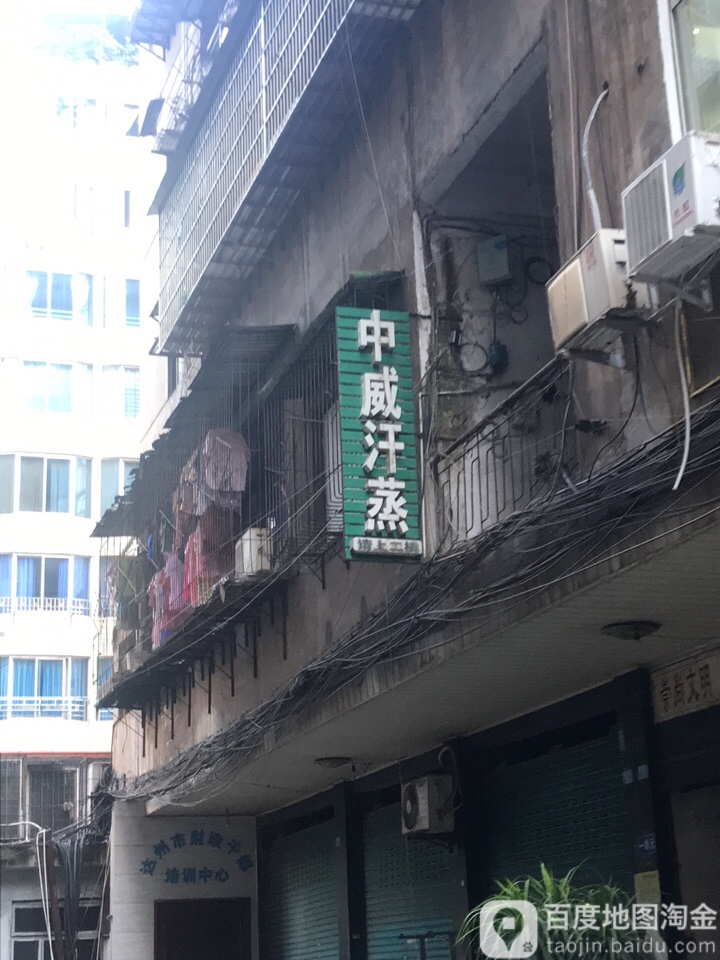 中威汗蒸
请上二楼
达州市财政干部
培训中心
百度地图淘金
taojin.baidu.com